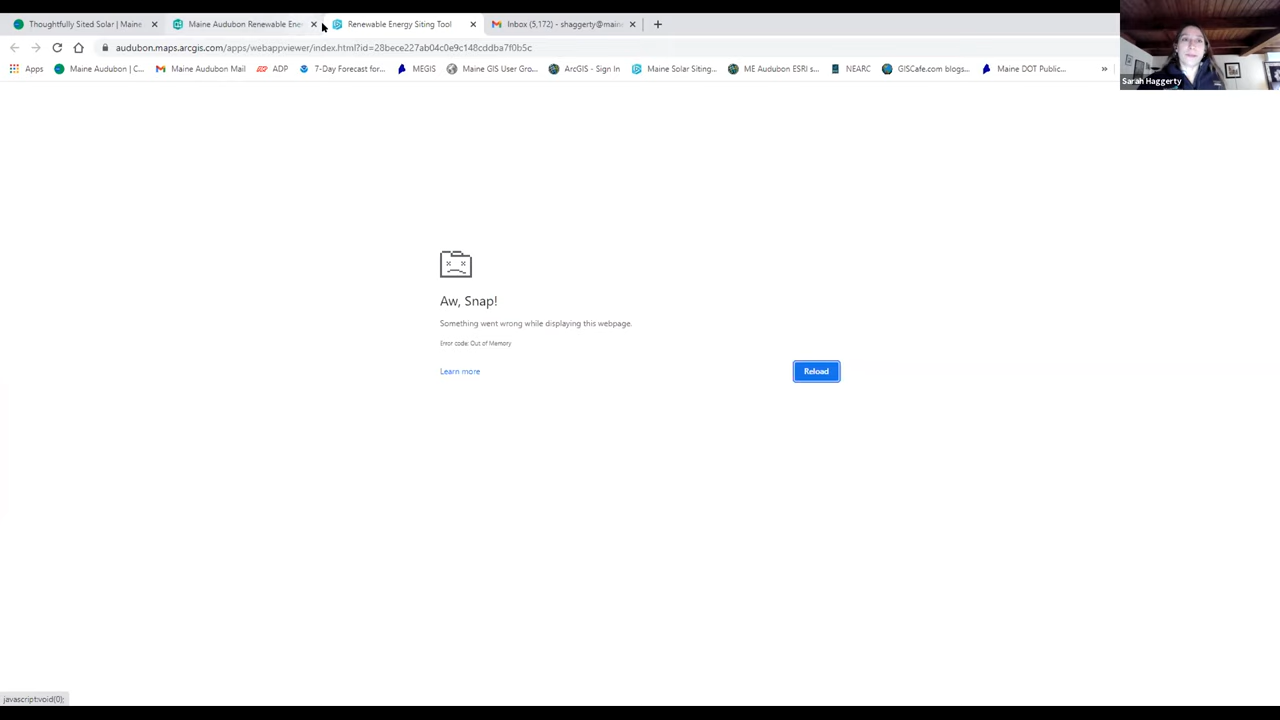 Thoughtfully Sited Solar | Maine
Maine Audubon Renewable Ene
Renewable Energy Siting Tool
Inbox (5,172) - shaggerty@main
audubon.maps.arcgis.com/apps/webappviewer/index.html?id=28bece227ab04c0e9c148cddba7f0b5c
Apps
Maine Audubon | C...
Maine Audubon Mail
ADP
7-Day Forecast for...
MEGIS
Maine GIS User Gro...
ArcGIS - Sign In
Maine Solar Siting...
ME Audubon ESRI s...
NEARC
GISCafe.com blogs...
Maine DOT Public...
»
Sarah Haggerty
Aw, Snap!
Something went wrong while displaying this webpage.
Error code: Out of Memory
Learn more
Reload
javascript:void(0);